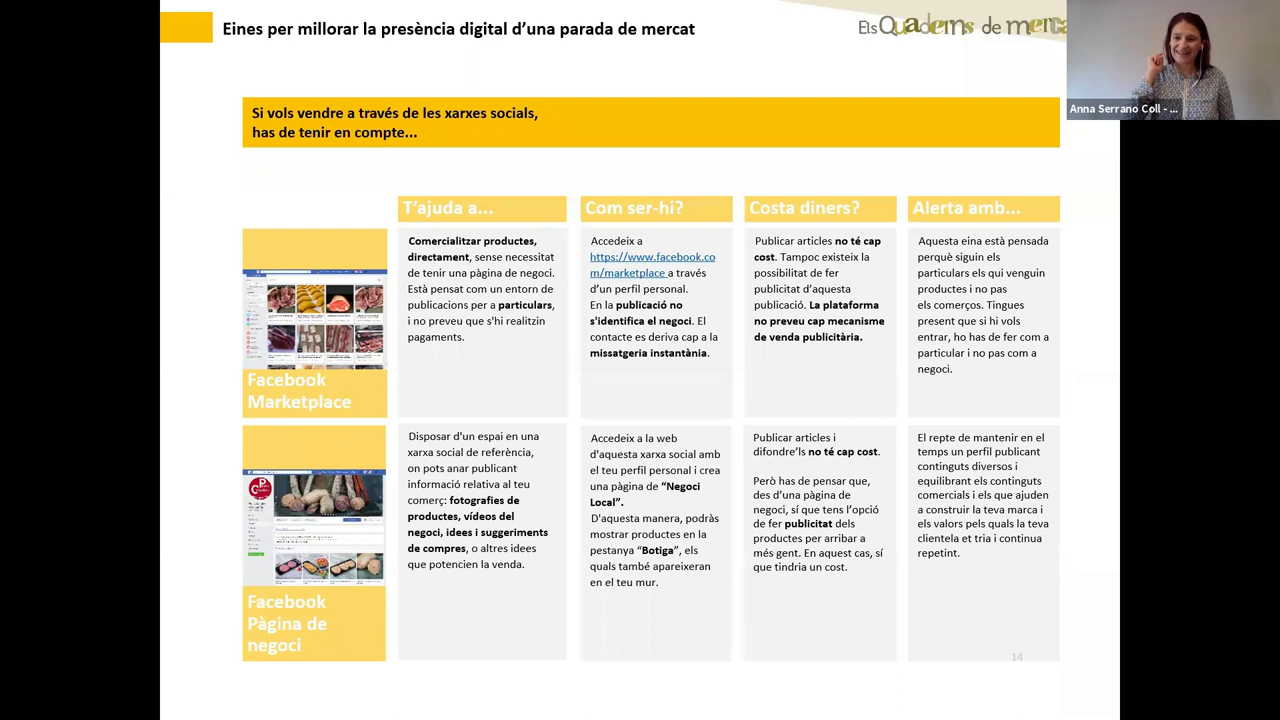 Eines per millorar la presència digital d'una parada de mercat
Els Quaderns de merca
Anna Serrano Coll - ...
Si vols vendre a través de les xarxes socials,
has de tenir en compte...
T'ajuda a...
Com ser-hi?
Costa diners?
Alerta amb...
Facebook
Marketplace
Comercialitzar productes,
directament, sense necessitat
de tenir una pàgina de negoci.
Està pensat com un entorn de
publicacions per a particulars,
i no preveu que s'hi realitzin
pagaments.
Accedeix a
https://www.facebook.co
m/marketplace a través
d'un perfil personal.
En la publicació no
s'identifica el negoci. El
contacte es deriva cap a la
missatgeria instantània.
Publicar articles no té cap
cost. Tampoc existeix la
possibilitat de fer
publicitat d'aquesta
publicació. La plataforma
no preveu cap mecanisme
de venda publicitària.
Aquesta eina està pensada
perquè siguin els
particulars els qui venguin
productes i no pas
els comerços. Tingues
present que si hi vols
entrar, ho has de fer com a
particular i no pas com a
negoci.
Facebook
Pàgina de
negoci
Disposar d'un espai en una
xarxa social de referència,
on pots anar publicant
informació relativa al teu
comerç: fotografies de
productes, vídeos del
negoci, idees i suggeriments
de compres, o altres idees
que potencien la venda.
Accedeix a la web
d'aquesta xarxa social amb
el teu perfil personal i crea
una pàgina de “Negoci
Local”.
D'aquesta manera, podràs
mostrar productes en la
pestanya “Botiga”, els
quals també apareixeran
en el teu mur.
Publicar articles i
difondre'ls no té cap cost.
Però has de pensar que,
des d'una pàgina de
negoci, sí que tens l'opció
de fer publicitat dels
productes per arribar a
més gent. En aquest cas, sí
que tindria un cost.
El repte de mantenir en el
temps un perfil publicant
continguts diversos i
equilibrant els continguts
comercials i els que ajuden
a construir la teva marca i
els valors pels quals la teva
clientela et tria i continua
repetint.
14